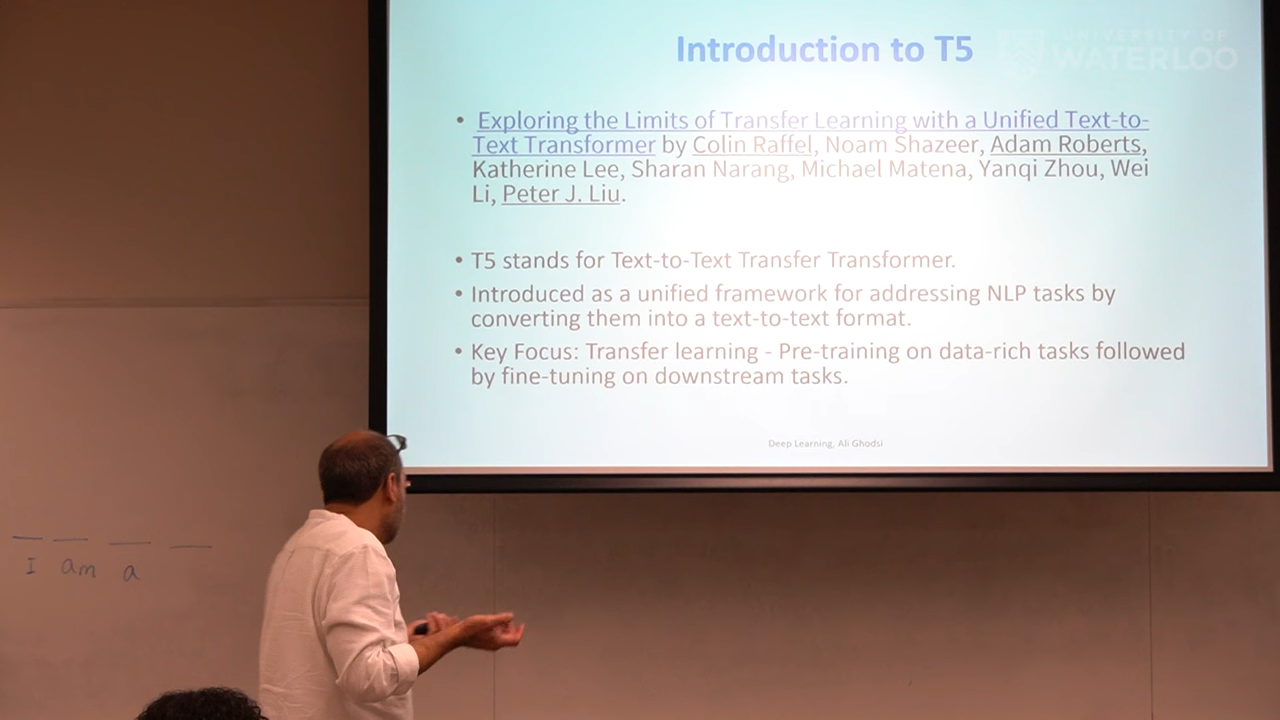 Introduction to T5
UNIVERSITY OF
WATERLOO
• Exploring the Limits of Transfer Learning with a Unified Text-to-
Text Transformer by Colin Raffel, Noam Shazeer, Adam Roberts,
Katherine Lee, Sharan Narang, Michael Matena, Yanqi Zhou, Wei
Li, Peter J. Liu.
• T5 stands for Text-to-Text Transfer Transformer.
• Introduced as a unified framework for addressing NLP tasks by
converting them into a text-to-text format.
• Key Focus: Transfer learning - Pre-training on data-rich tasks followed
by fine-tuning on downstream tasks.
Deep Learning, Ali Ghodsi
I am a